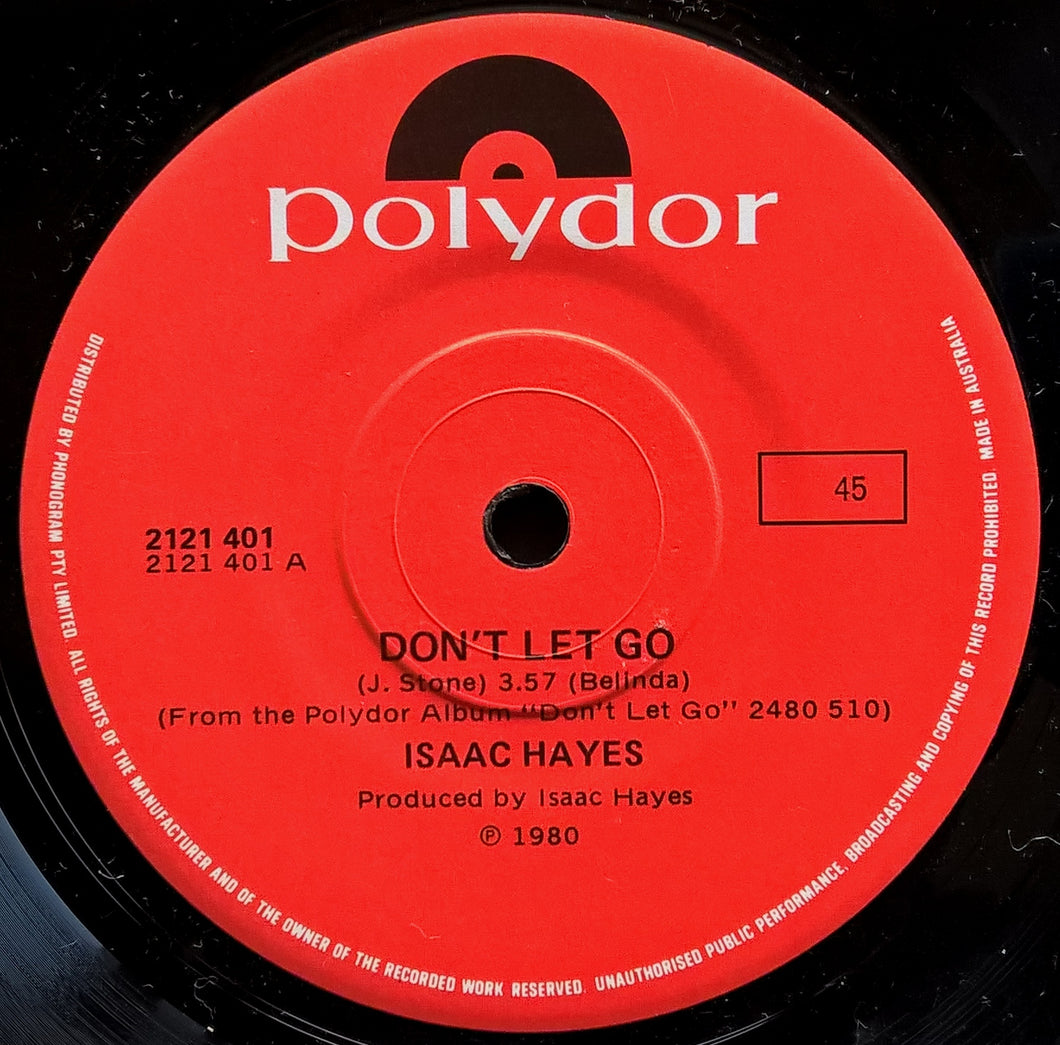 polydor
45
2121 401
2121 401 A
DON'T LET GO
(J. Stone) 3.57 (Belinda)
(From the Polydor Album "Don't Let Go" 2480 510)
ISAAC HAYES
Produced by Isaac Hayes
℗ 1980
DISTRIBUTED BY PHONOGRAM PTY LIMITED. ALL RIGHTS OF THE MANUFACTURER AND OF THE OWNER OF THE RECORDED WORK RESERVED. UNAUTHORISED PUBLIC PERFORMANCE, BROADCASTING AND COPYING OF THIS RECORD PROHIBITED. MADE IN AUSTRALIA